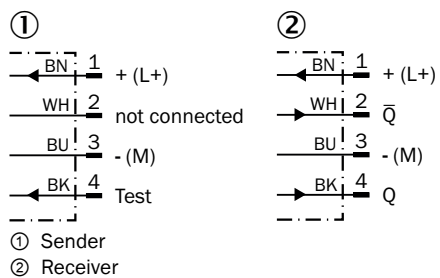 ① ②
BN 1 + (L+)
WH 2 not connected
BU 3 - (M)
BK 4 Test
BN 1 + (L+)
WH 2 Q̅
BU 3 - (M)
BK 4 Q
① Sender
② Receiver